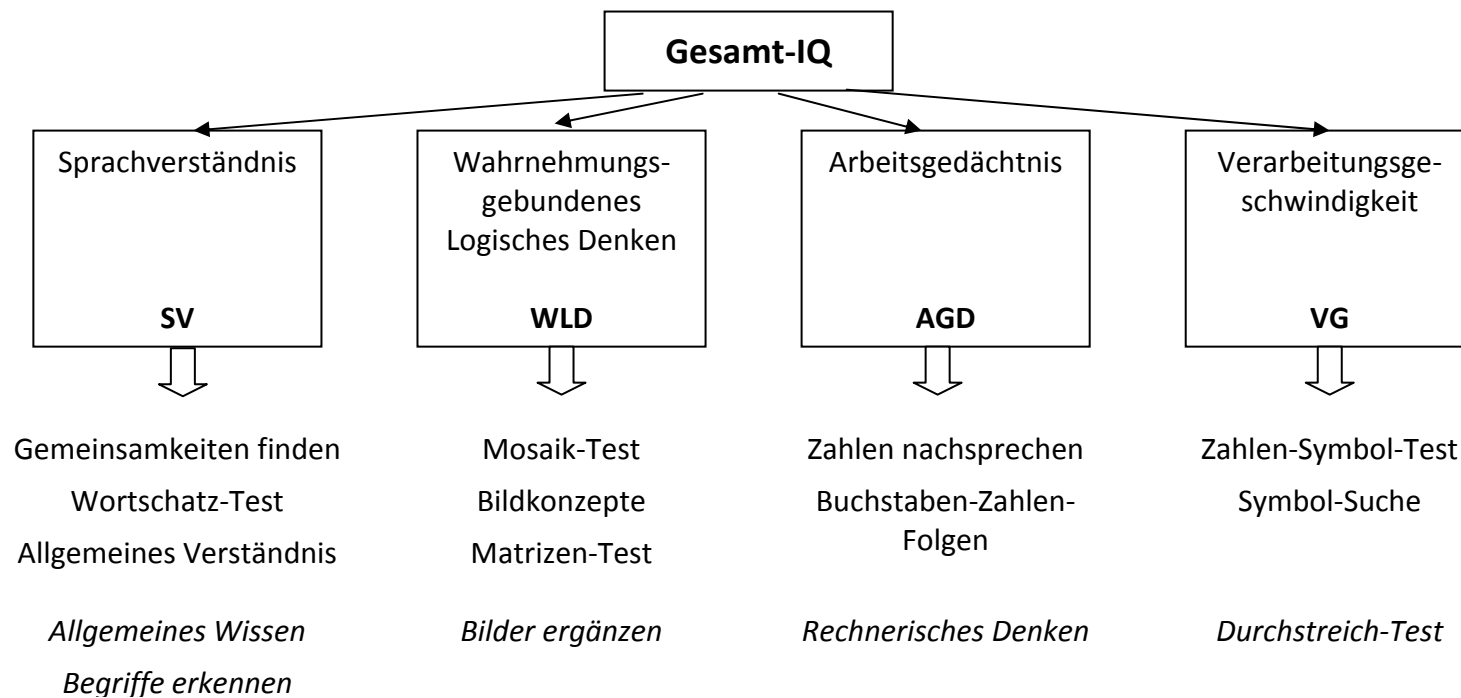 Gesamt-IQ
Sprachverständnis
SV
Wahrnehmungs-
gebundenes
Logisches Denken
WLD
Arbeitsgedächtnis
AGD
Verarbeitungsge-
schwindigkeit
VG
Gemeinsamkeiten finden
Wortschatz-Test
Allgemeines Verständnis
Allgemeines Wissen
Begriffe erkennen
Mosaik-Test
Bildkonzepte
Matrizen-Test
Bilder ergänzen
Zahlen nachsprechen
Buchstaben-Zahlen-
Folgen
Rechnerisches Denken
Zahlen-Symbol-Test
Symbol-Suche
Durchstreich-Test